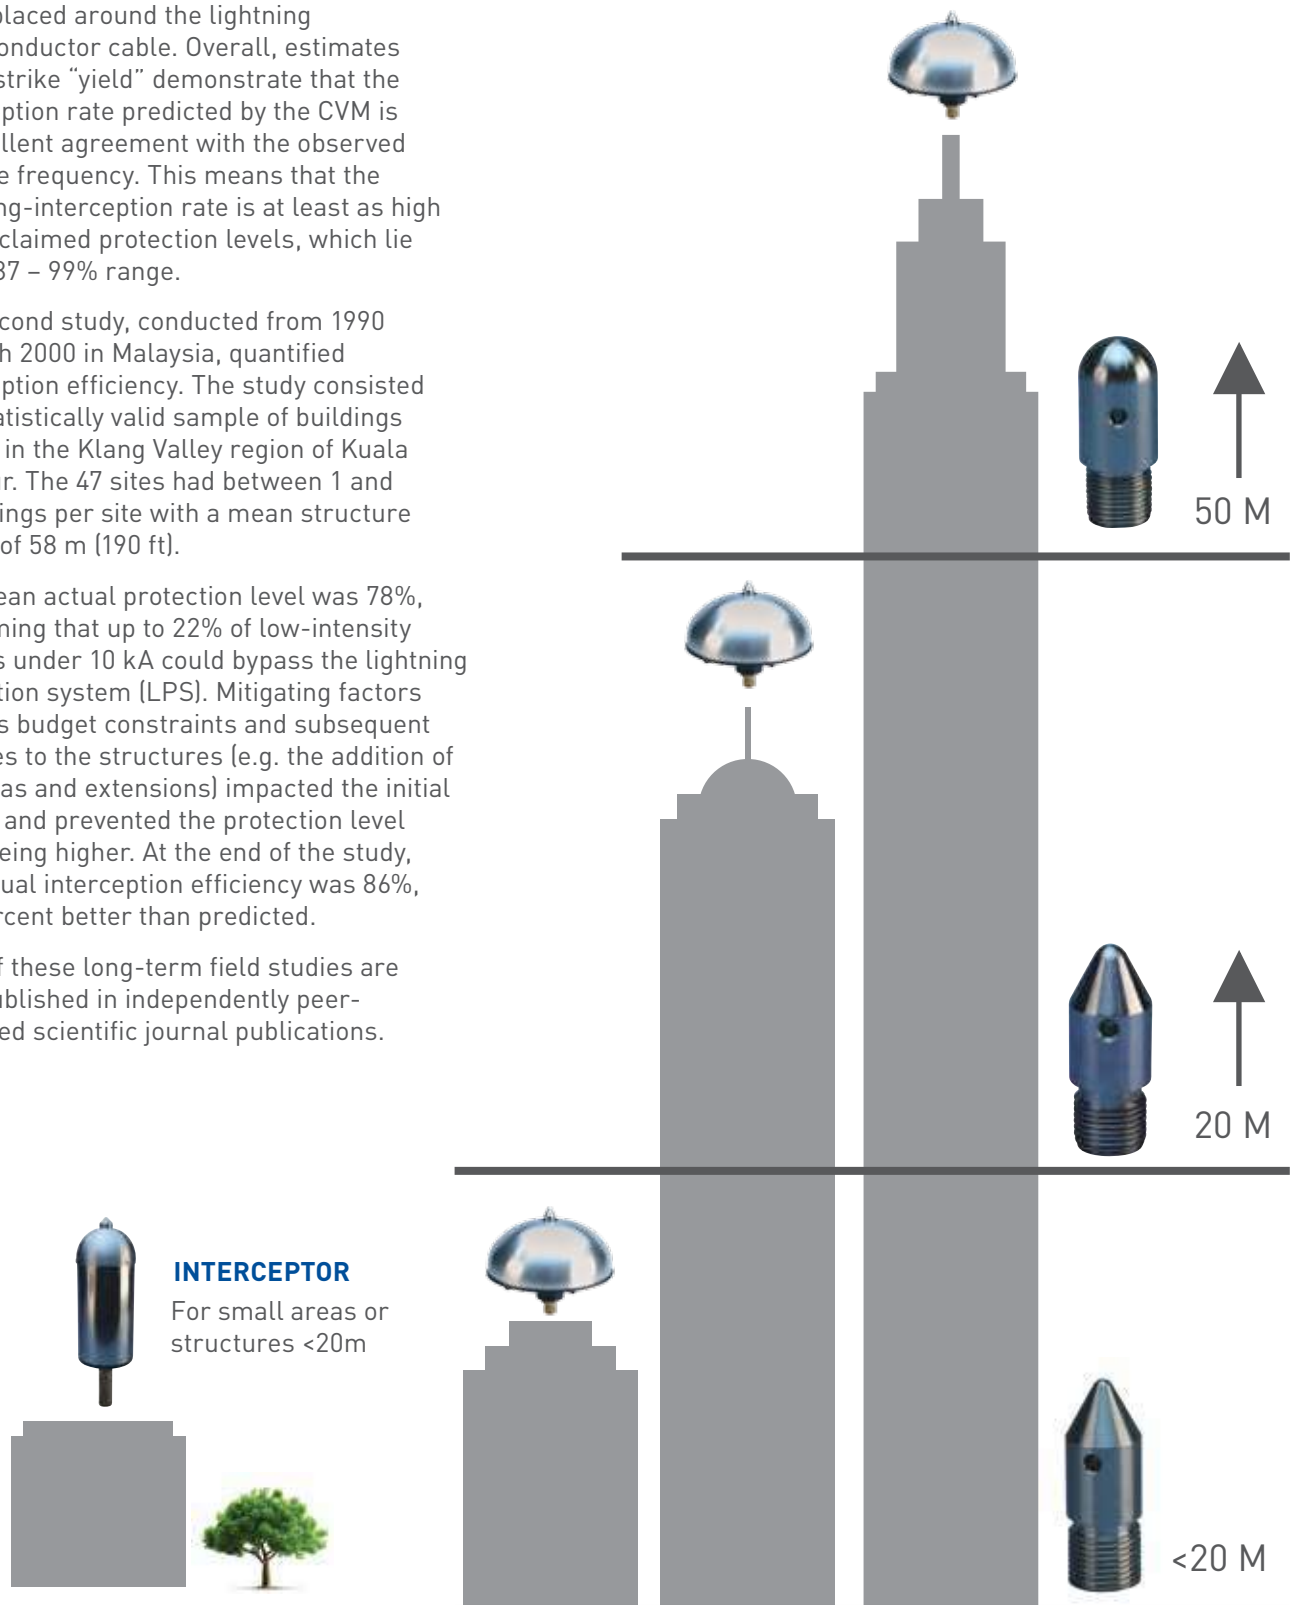 placed around the lightning
onductor cable. Overall, estimates
strike “yield” demonstrate that the
ption rate predicted by the CVM is
llent agreement with the observed
e frequency. This means that the
ng-interception rate is at least as high
claimed protection levels, which lie
87 – 99% range.
cond study, conducted from 1990
h 2000 in Malaysia, quantified
ption efficiency. The study consisted
atistically valid sample of buildings
in the Klang Valley region of Kuala
ur. The 47 sites had between 1 and
ings per site with a mean structure
of 58 m (190 ft).
ean actual protection level was 78%,
ning that up to 22% of low-intensity
s under 10 kA could bypass the lightning
tion system (LPS). Mitigating factors
s budget constraints and subsequent
es to the structures (e.g. the addition of
as and extensions) impacted the initial
and prevented the protection level
eing higher. At the end of the study,
ual interception efficiency was 86%,
rcent better than predicted.
f these long-term field studies are
ublished in independently peer-
ed scientific journal publications.
50 M
20 M
INTERCEPTOR
For small areas or
structures <20m
<20 M